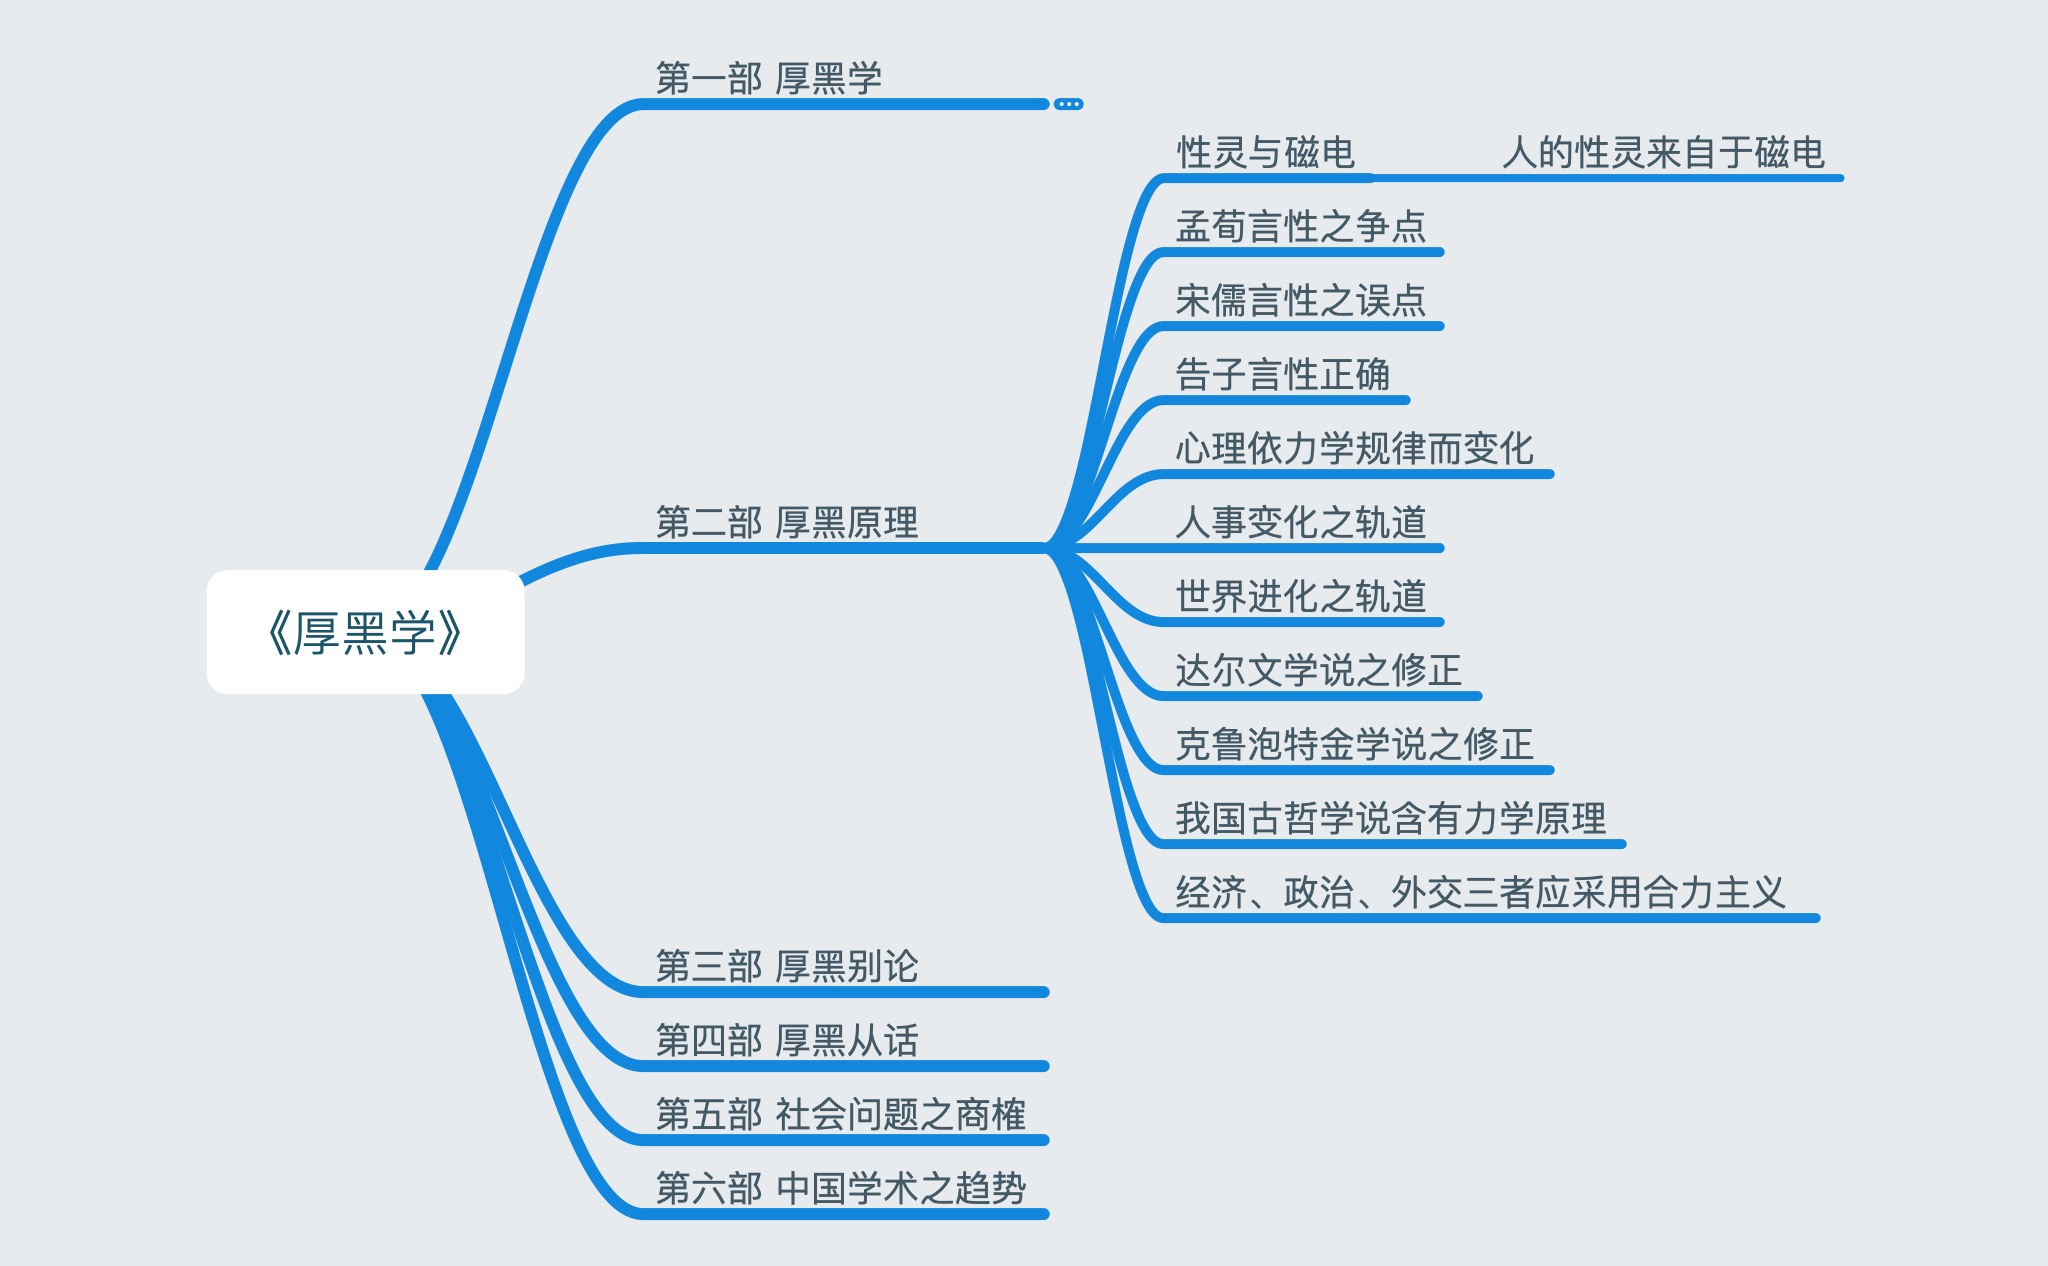 第一部 厚黑学
性灵与磁电
人的性灵来自于磁电
孟荀言性之争点
宋儒言性之误点
告子言性正确
心理依力学规律而变化
第二部 厚黑原理
人事变化之轨道
世界进化之轨道
《厚黑学》
达尔文学说之修正
克鲁泡特金学说之修正
我国古哲学说含有力学原理
经济、政治、外交三者应采用合力主义
第三部 厚黑别论
第四部 厚黑从话
第五部 社会问题之商榷
第六部 中国学术之趋势